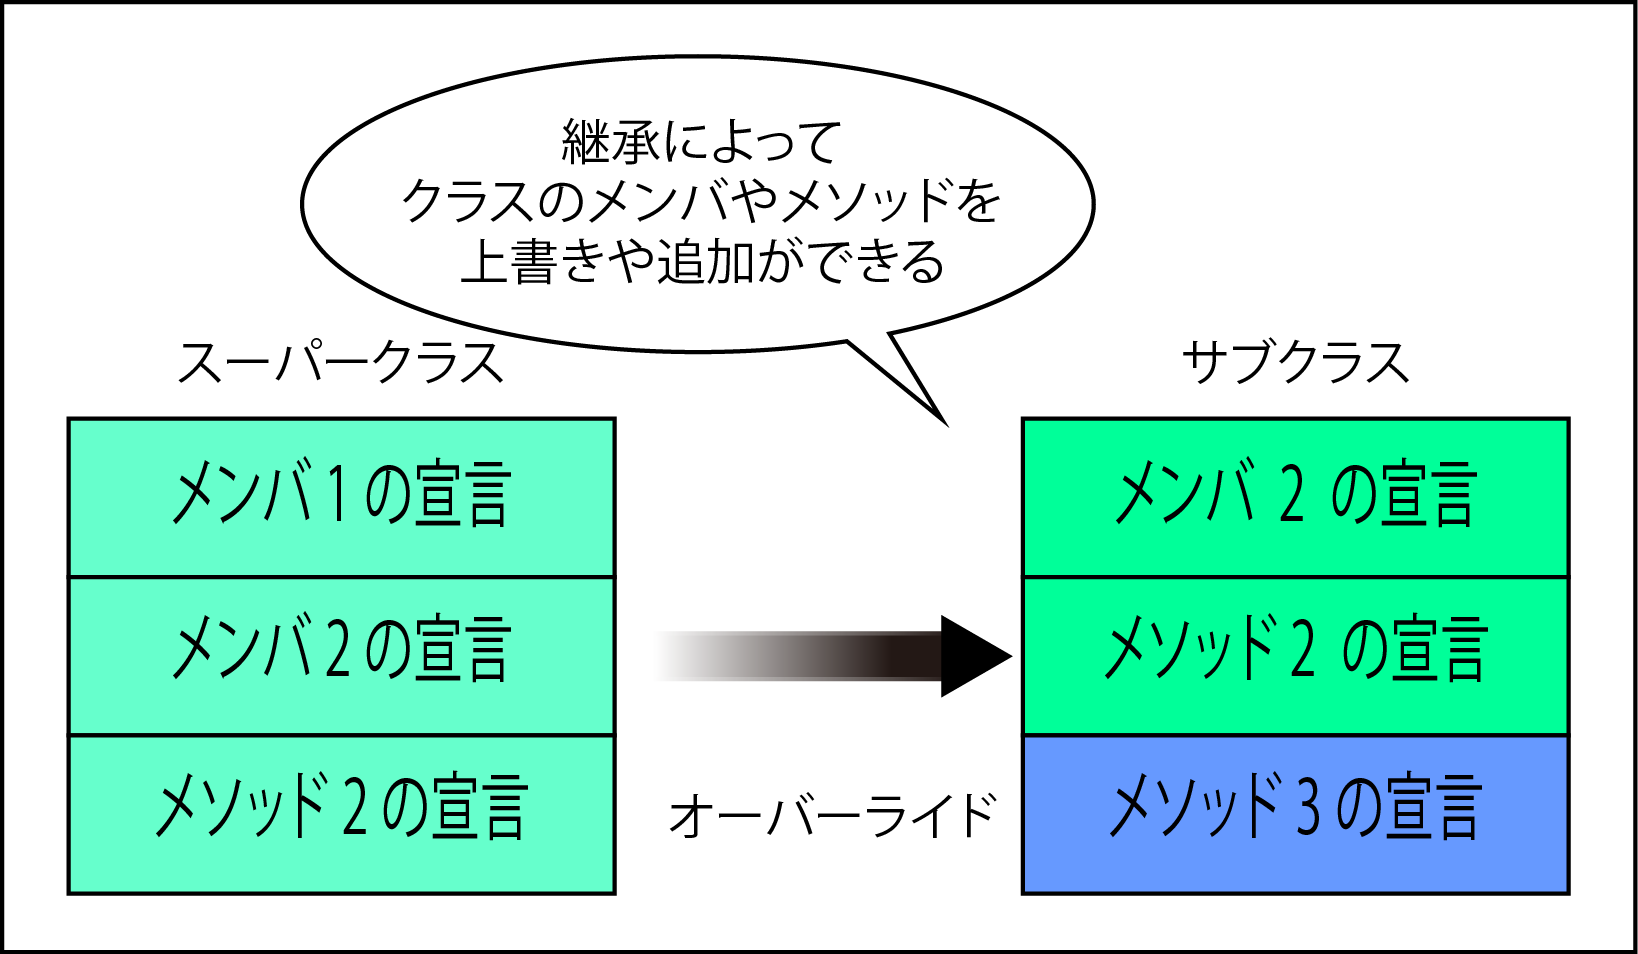 継承によって
クラスのメンバやメソッドを
上書きや追加ができる
スーパークラス
メンバ1の宣言
メンバ2の宣言
メソッド2の宣言
オーバーライド
サブクラス
メンバ 2 の宣言
メソッド2 の宣言
メソッド3の宣言